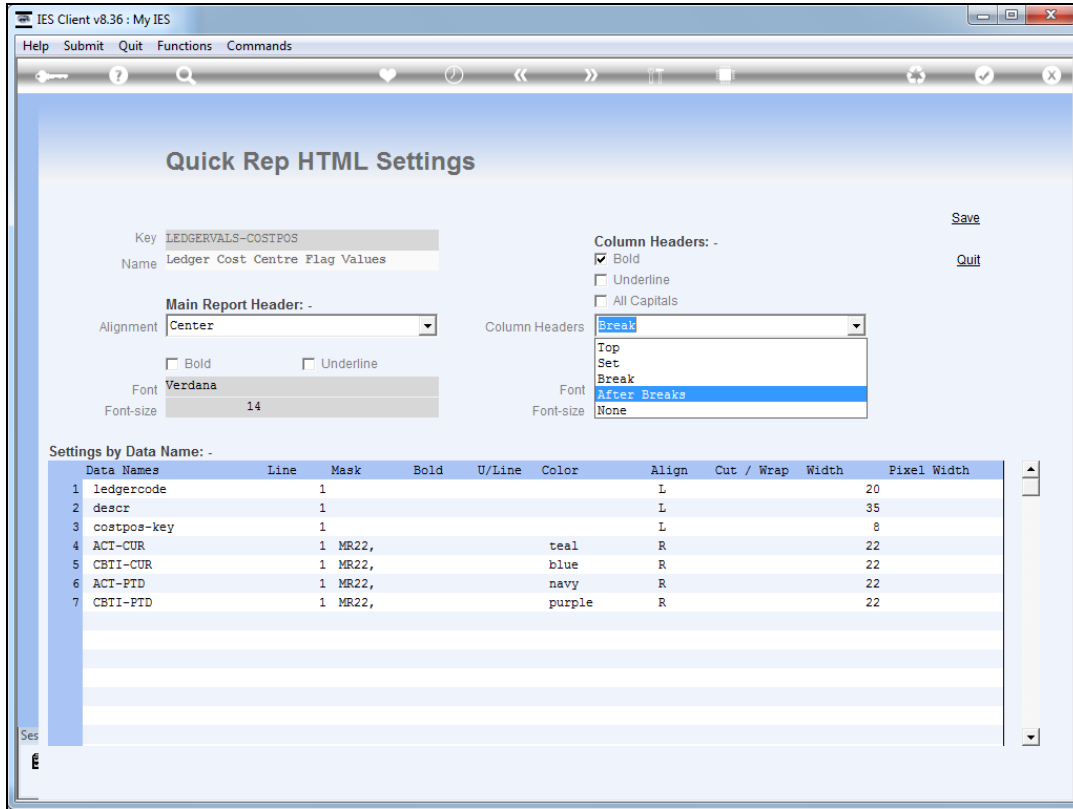 IES Client v8.36 : My IES
Help Submit Quit Functions Commands
Quick Rep HTML Settings
Save
Key LEDGERVALS-COSTPOS
Column Headers: -
Name Ledger Cost Centre Flag Values
Bold
Quit
Underline
Main Report Header: -
All Capitals
Alignment Center
Column Headers Break
Top
Bold Underline
Set
Break
Font Verdana
Font After Breaks
Font-size 14
Font-size None
Settings by Data Name: -
Data Names Line Mask Bold U/Line Color Align Cut / Wrap Width Pixel Width
1 ledgercode 1 L 20
2 descr 1 L 35
3 costpos-key 1 L 8
4 ACT-CUR 1 MR22, teal R 22
5 CBTI-CUR 1 MR22, blue R 22
6 ACT-PTD 1 MR22, navy R 22
7 CBTI-PTD 1 MR22, purple R 22
Ses